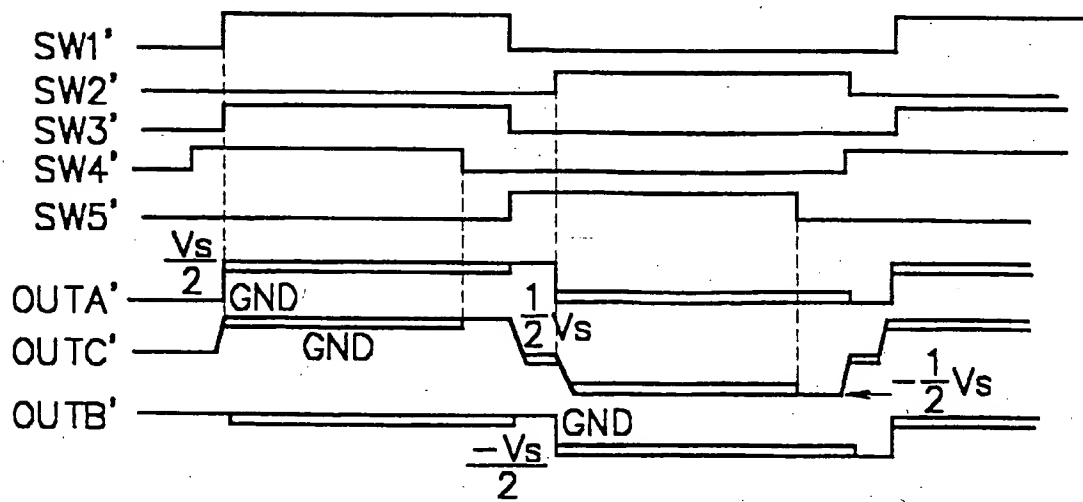 SW1'
SW2'
SW3'
SW4'
SW5'
Vs
2
OUTA'
GND
1
2
Vs
OUTC'
GND
-1
2
Vs
OUTB'
GND
-Vs
2